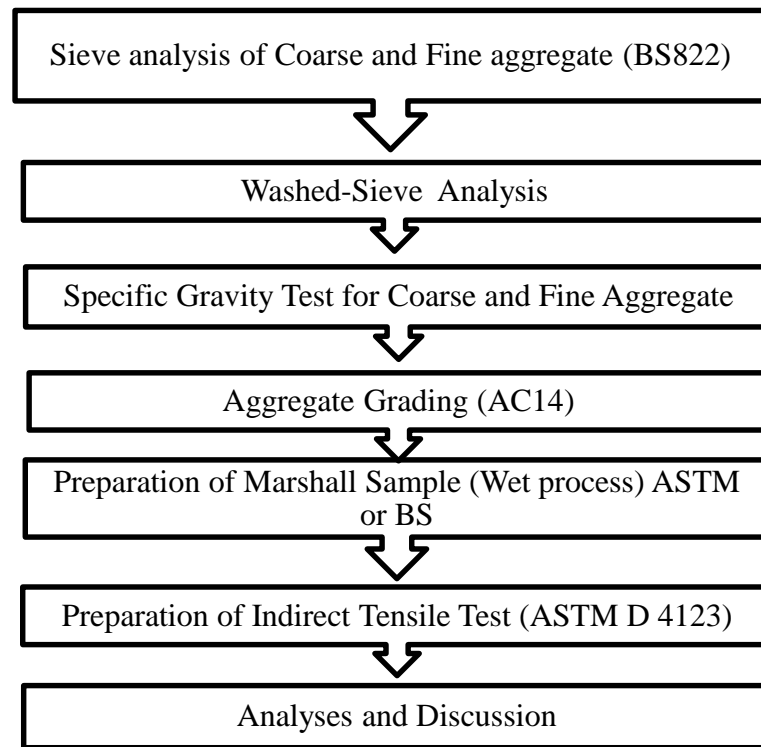 Sieve analysis of Coarse and Fine aggregate (BS822)
Washed-Sieve Analysis
Specific Gravity Test for Coarse and Fine Aggregate
Aggregate Grading (AC14)
Preparation of Marshall Sample (Wet process) ASTM
or BS
Preparation of Indirect Tensile Test (ASTM D 4123)
Analyses and Discussion